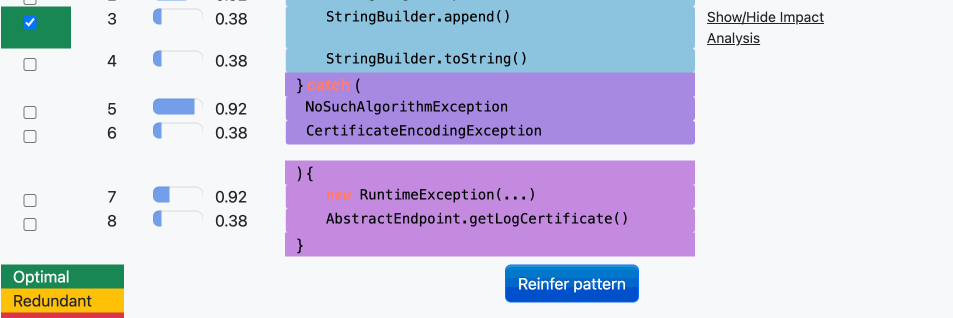 3 0.38 StringBuilder.append() Show/Hide Impact
Analysis
4 0.38 StringBuilder.toString()
} catch (
5 0.92 NoSuchAlgorithmException
6 0.38 CertificateEncodingException
) {
7 0.92 new RuntimeException(...)
8 0.38 AbstractEndpoint.getLogCertificate()
}
Optimal
Reinfer pattern
Redundant